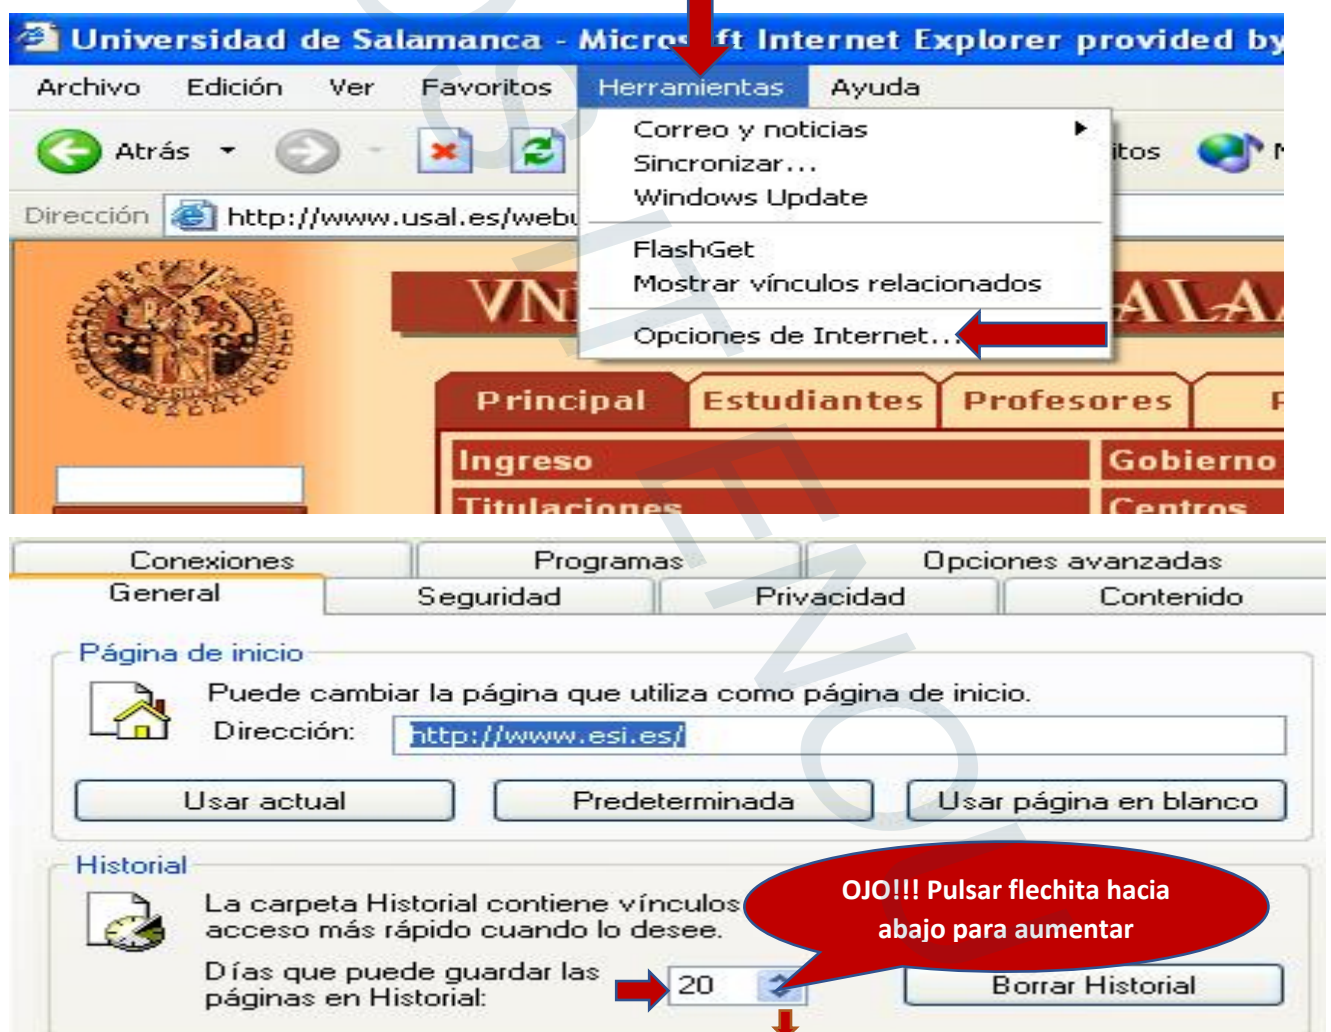 Universidad de Salamanca - Microsoft Internet Explorer provided by
Archivo Edición Ver Favoritos Herramientas Ayuda
Correo y noticias
Atrás
Sincronizar...
Windows Update
Dirección http://www.usal.es/webu
FlashGet
Mostrar vínculos relacionados
Opciones de Internet...
Principal Estudiantes Profesores
Ingreso Gobierno
Titulaciones Centros
Conexiones Programas Opciones avanzadas
General Seguridad Privacidad Contenido
Página de inicio
Puede cambiar la página que utiliza como página de inicio.
Dirección: http://www.esi.es/
Usar actual Predeterminada Usar página en blanco
Historial
La carpeta Historial contiene vínculos
acceso más rápido cuando lo desee.
OJO!!! Pulsar flechita hacia
abajo para aumentar
Días que puede guardar las
páginas en Historial:
20
Borrar Historial